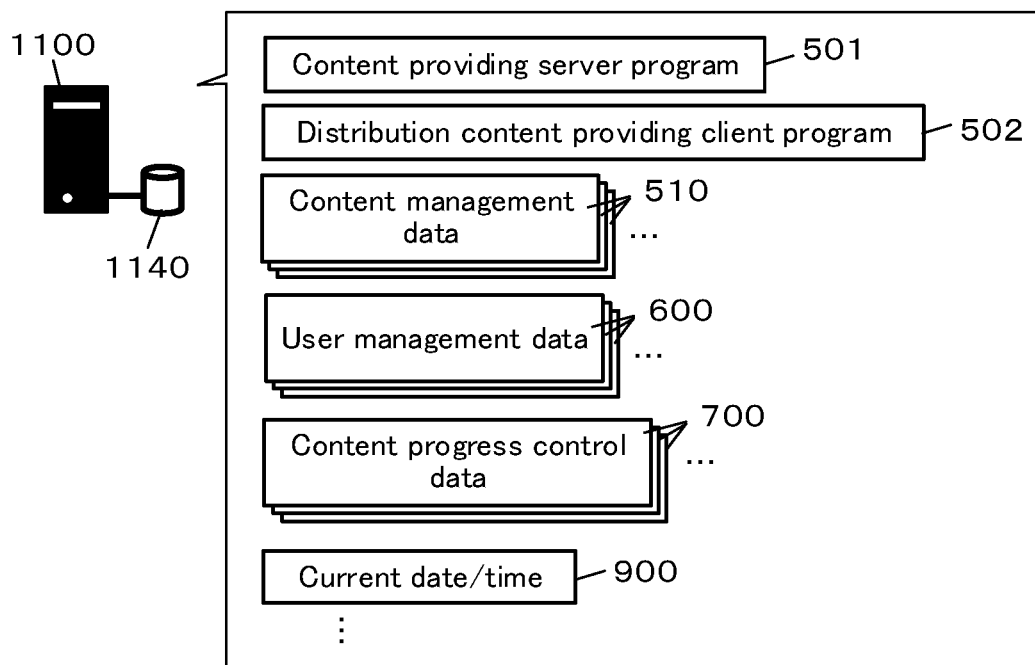 1100
Content providing server program
501
Distribution content providing client program
502
Content management
data
510
...
1140
User management data
600
...
Content progress control
data
700
...
Current date/time
900
...